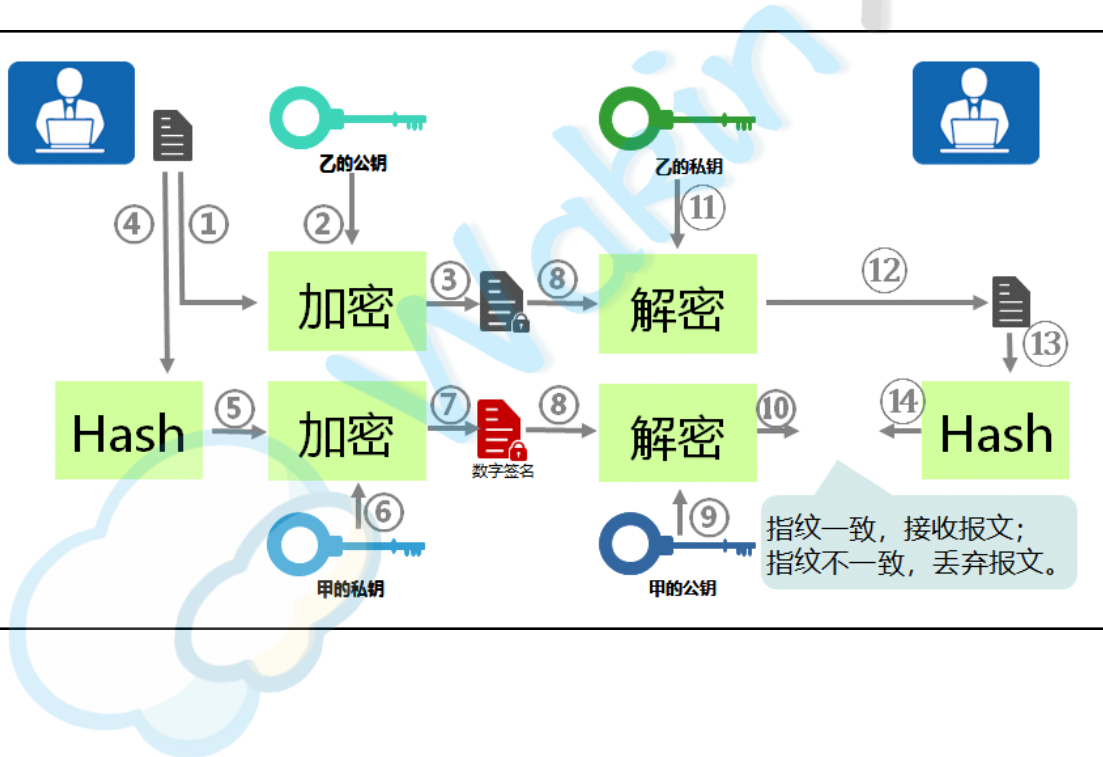 Wakin
乙的公钥
乙的私钥
④
①
②
⑪
③
⑧
⑫
加密
解密
⑬
Hash
⑤
加密
⑦
⑧
解密
⑩
⑭
Hash
数字签名
⑥
⑨
甲的私钥
甲的公钥
指纹一致，接收报文；
指纹不一致，丢弃报文。